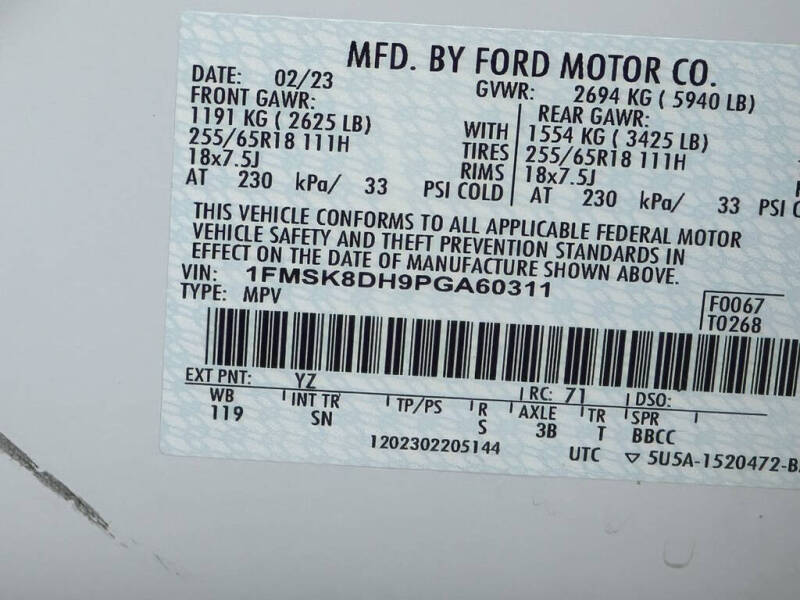 MFD. BY FORD MOTOR CO.
DATE: 02/23
GVWR: 2694 KG ( 5940 LB)
FRONT GAWR:
REAR GAWR:
1191 KG ( 2625 LB)
WITH
1554 KG ( 3425 LB)
255/65R18 111H
TIRES
255/65R18 111H
18x7.5J
RIMS
18x7.5J
AT 230 kPa/ 33 PSI COLD
AT 230 kPa/ 33 PSI
THIS VEHICLE CONFORMS TO ALL APPLICABLE FEDERAL MOTOR
VEHICLE SAFETY AND THEFT PREVENTION STANDARDS IN
EFFECT ON THE DATE OF MANUFACTURE SHOWN ABOVE.
VIN: 1FMSK8DH9PGA60311
TYPE: MPV
F0067
T0268
EXT PNT: YZ
RC: 71
DSO:
WB
INT TR
TP/PS
R
AXLE
TR
SPR
119
SN
S
3B
T
BBCC
1202302205144
UTC ▽ 5U5A-1520472-B